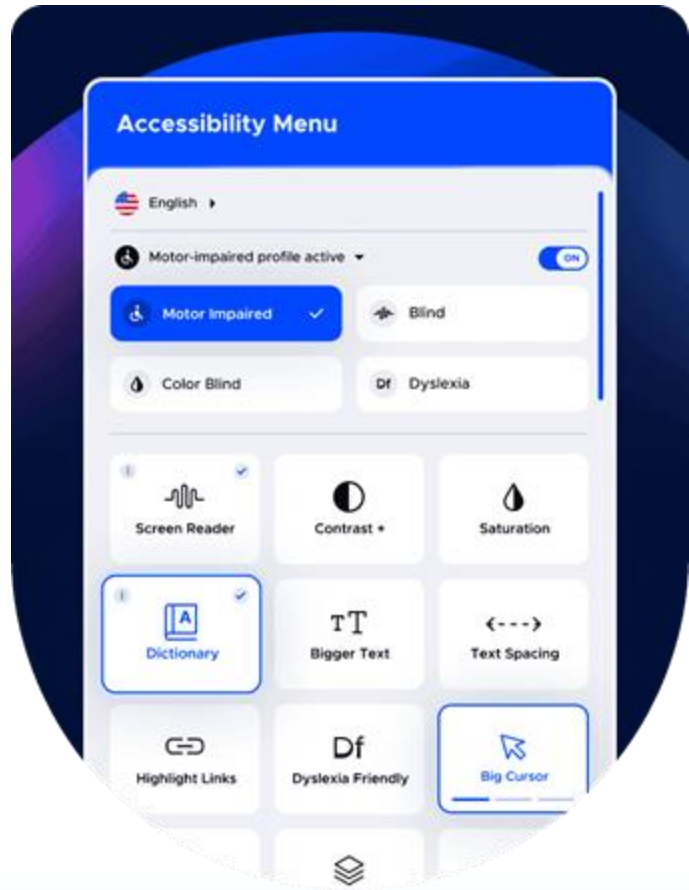 Accessibility Menu
English
Motor-impaired profile active
ON
Motor Impaired
Blind
Color Blind
Df Dyslexia
Screen Reader
Contrast +
Saturation
A
Dictionary
TT
Bigger Text
Text Spacing
Highlight Links
Df
Dyslexia Friendly
Big Cursor